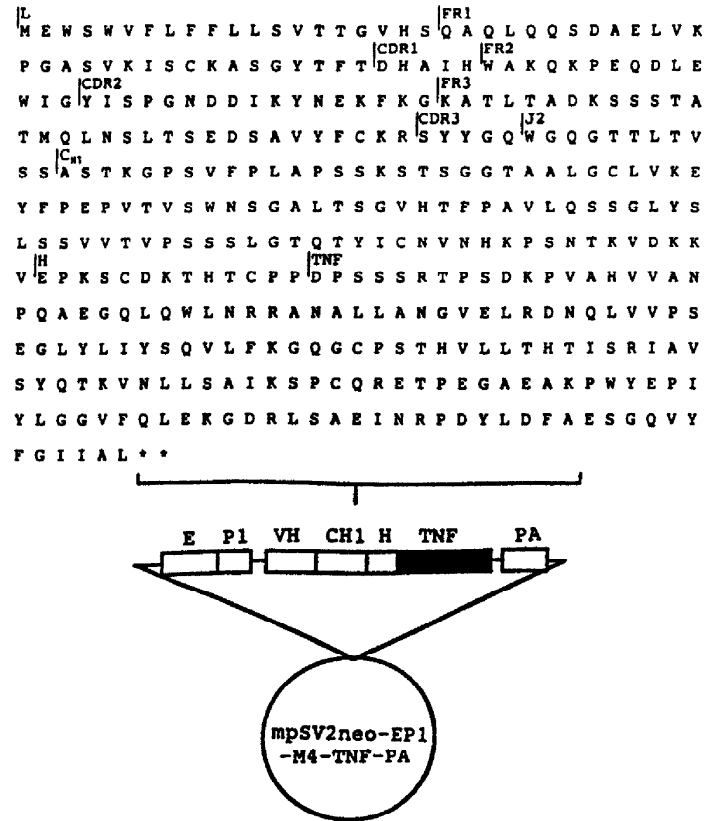 L FR1
M E W S W V F L F F L L S V T T G V H S Q A Q L Q Q S D A E L V K
CDR1 FR2
P G A S V K I S C K A S G Y T F T D H A I H W A K Q K P E Q D L E
CDR2 FR3
W I G Y I S P G N D D I K Y N E K F K G K A T L T A D K S S S T A
CDR3 J2
T M Q L N S L T S E D S A V Y F C K R S Y Y G Q W G Q G T T L T V
CH1
S S A S T K G P S V F P L A P S S K S T S G G T A A L G C L V K E
Y F P E P V T V S W N S G A L T S G V H T F P A V L Q S S G L Y S
L S S V V T V P S S S L G T Q T Y I C N V N H K P S N T K V D K K
H TNF
V E P K S C D K T H T C P P D P S S S R T P S D K P V A H V V A N
P Q A E G Q L Q W L N R R A N A L L A N G V E L R D N Q L V V P S
E G L Y L I Y S Q V L F K G Q G C P S T H V L L T H T I S R I A V
S Y Q T K V N L L S A I K S P C Q R E T P E G A E A K P W Y E P I
Y L G G V F Q L E K G D R L S A E I N R P D Y L D F A E S G Q V Y
F G I I A L * *
E P1 VH CH1 H TNF PA
mpSV2neo-EP1
-M4-TNF-PA